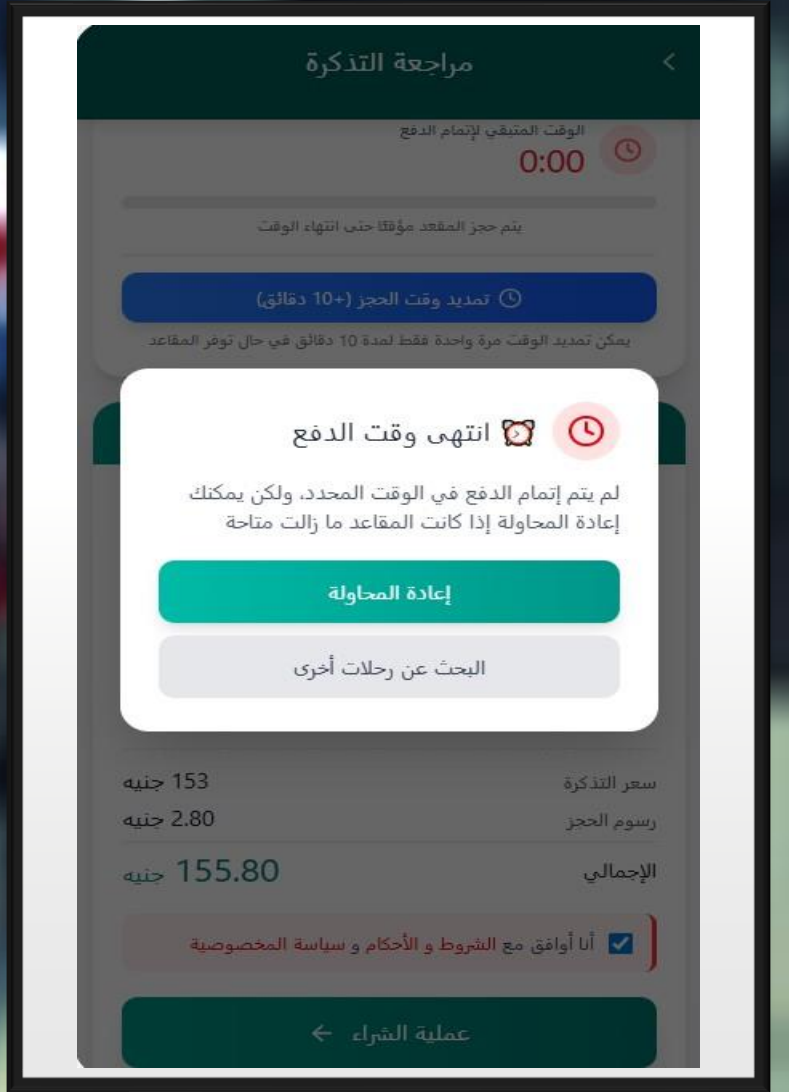 مراجعة التذكرة
الوقت المتبقي لإتمام الدفع
0:00
يتم حجز المقعد مؤقتًا حتى انتهاء الوقت
تمديد وقت الحجز (+10 دقائق)
يمكن تمديد الوقت مرة واحدة فقط لمدة 10 دقائق في حال توفر المقاعد
⏰ انتهى وقت الدفع
لم يتم إتمام الدفع في الوقت المحدد، ولكن يمكنك
إعادة المحاولة إذا كانت المقاعد ما زالت متاحة
إعادة المحاولة
البحث عن رحلات أخرى
سعر التذكرة 153 جنيه
رسوم الحجز 2.80 جنيه
الإجمالي 155.80 جنيه
أنا أوافق مع الشروط و الأحكام و سياسة المخصوصية
عملية الشراء ←